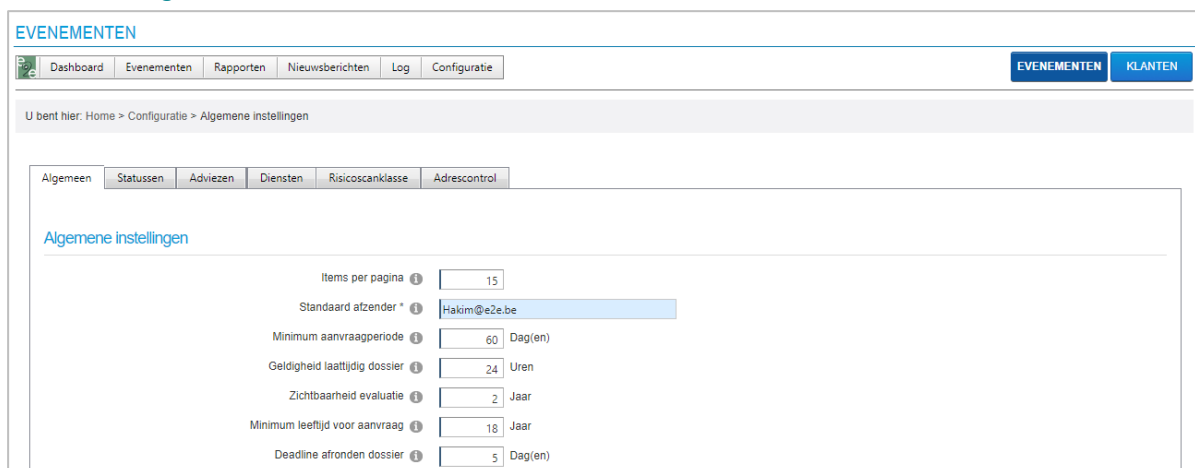 EVENEMENTEN
e2e Dashboard Evenementen Rapporten Nieuwsberichten Log Configuratie EVENEMENTEN KLANTEN
U bent hier: Home > Configuratie > Algemene instellingen
Algemeen Statussen Adviezen Diensten Risicoscanklasse Adrescontrol
Algemene instellingen
Items per pagina 15
Standaard afzender * Hakim@e2e.be
Minimum aanvraagperiode 60 Dag(en)
Geldigheid laattijdig dossier 24 Uren
Zichtbaarheid evaluatie 2 Jaar
Minimum leeftijd voor aanvraag 18 Jaar
Deadline afronden dossier 5 Dag(en)